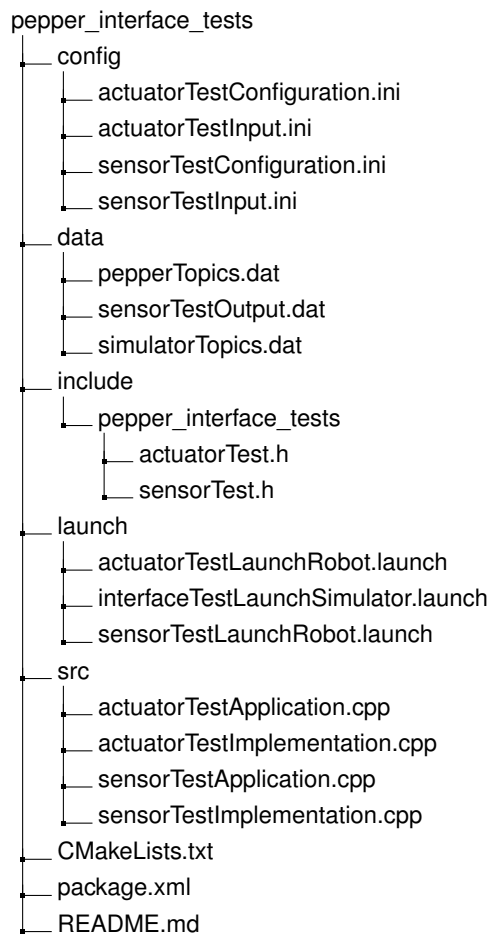 pepper_interface_tests
config
actuatorTestConfiguration.ini
actuatorTestInput.ini
sensorTestConfiguration.ini
sensorTestInput.ini
data
pepperTopics.dat
sensorTestOutput.dat
simulatorTopics.dat
include
pepper_interface_tests
actuatorTest.h
sensorTest.h
launch
actuatorTestLaunchRobot.launch
interfaceTestLaunchSimulator.launch
sensorTestLaunchRobot.launch
src
actuatorTestApplication.cpp
actuatorTestImplementation.cpp
sensorTestApplication.cpp
sensorTestImplementation.cpp
CMakeLists.txt
package.xml
README.md